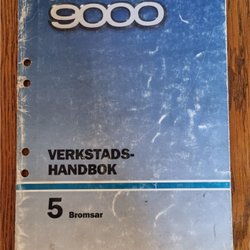 9000
VERKSTADS-
HANDBOK
5 Bromsar